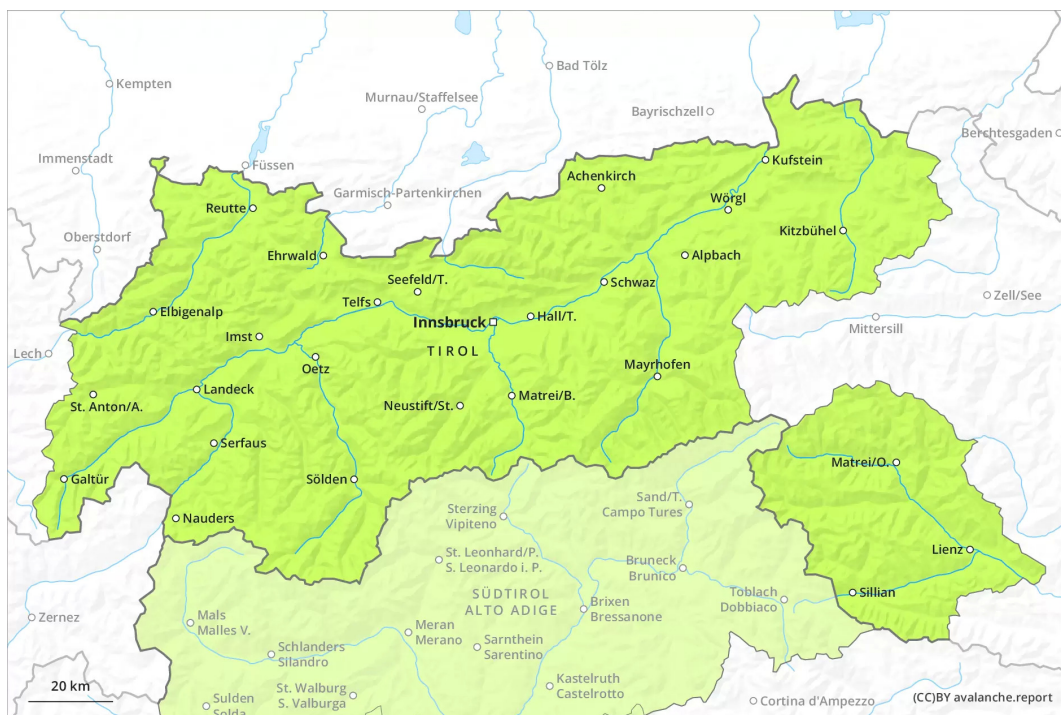 Kempten
Bad Tölz
Murnau/Staffelsee
Bayrischzell
Berchtesgaden
Immenstadt
Füssen
Kufstein
Achenkirch
Garmisch-Partenkirchen
Reutte
Wörgl
Oberstdorf
Kitzbühel
Ehrwald
Alpbach
Seefeld/T.
Schwaz
Zell/See
Telfs
Elbigenalp
Innsbruck
Hall/T.
Mittersill
Imst
TIROL
Lech
Oetz
Mayrhofen
Landeck
St. Anton/A.
Neustift/St.
Matrei/B.
Serfaus
Matrei/O.
Galtür
Sölden
Sand/T.
Campo Tures
Sterzing
Vipiteno
Nauders
Lienz
St. Leonhard/P.
S. Leonardo i. P.
Bruneck
Brunico
Sillian
SÜDTIROL
ALTO ADIGE
Toblach
Dobbiaco
Brixen
Bressanone
Zernez
Mals
Malles V.
Meran
Merano
Sarnthein
Sarentino
Schlanders
Silandro
Kastelruth
Castelrotto
20 km
St. Walburg
S. Valburga
Sulden
Solda
Cortina d'Ampezzo
(CC)BY avalanche.report